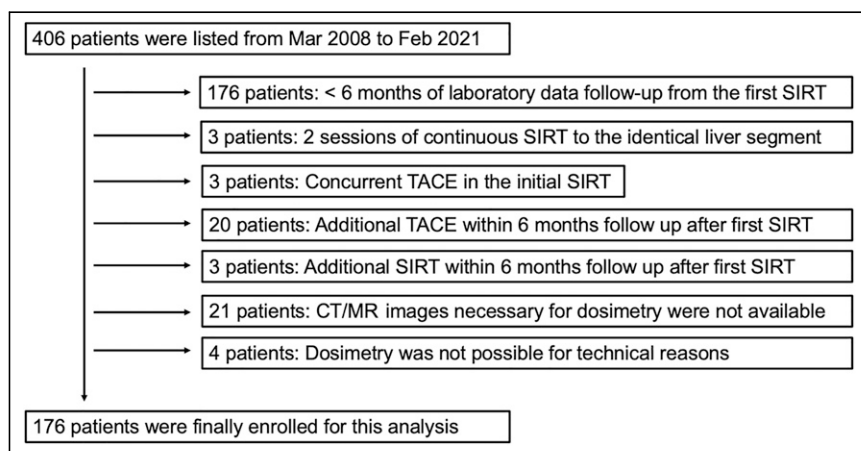 406 patients were listed from Mar 2008 to Feb 2021
176 patients: < 6 months of laboratory data follow-up from the first SIRT
3 patients: 2 sessions of continuous SIRT to the identical liver segment
3 patients: Concurrent TACE in the initial SIRT
20 patients: Additional TACE within 6 months follow up after first SIRT
3 patients: Additional SIRT within 6 months follow up after first SIRT
21 patients: CT/MR images necessary for dosimetry were not available
4 patients: Dosimetry was not possible for technical reasons
176 patients were finally enrolled for this analysis